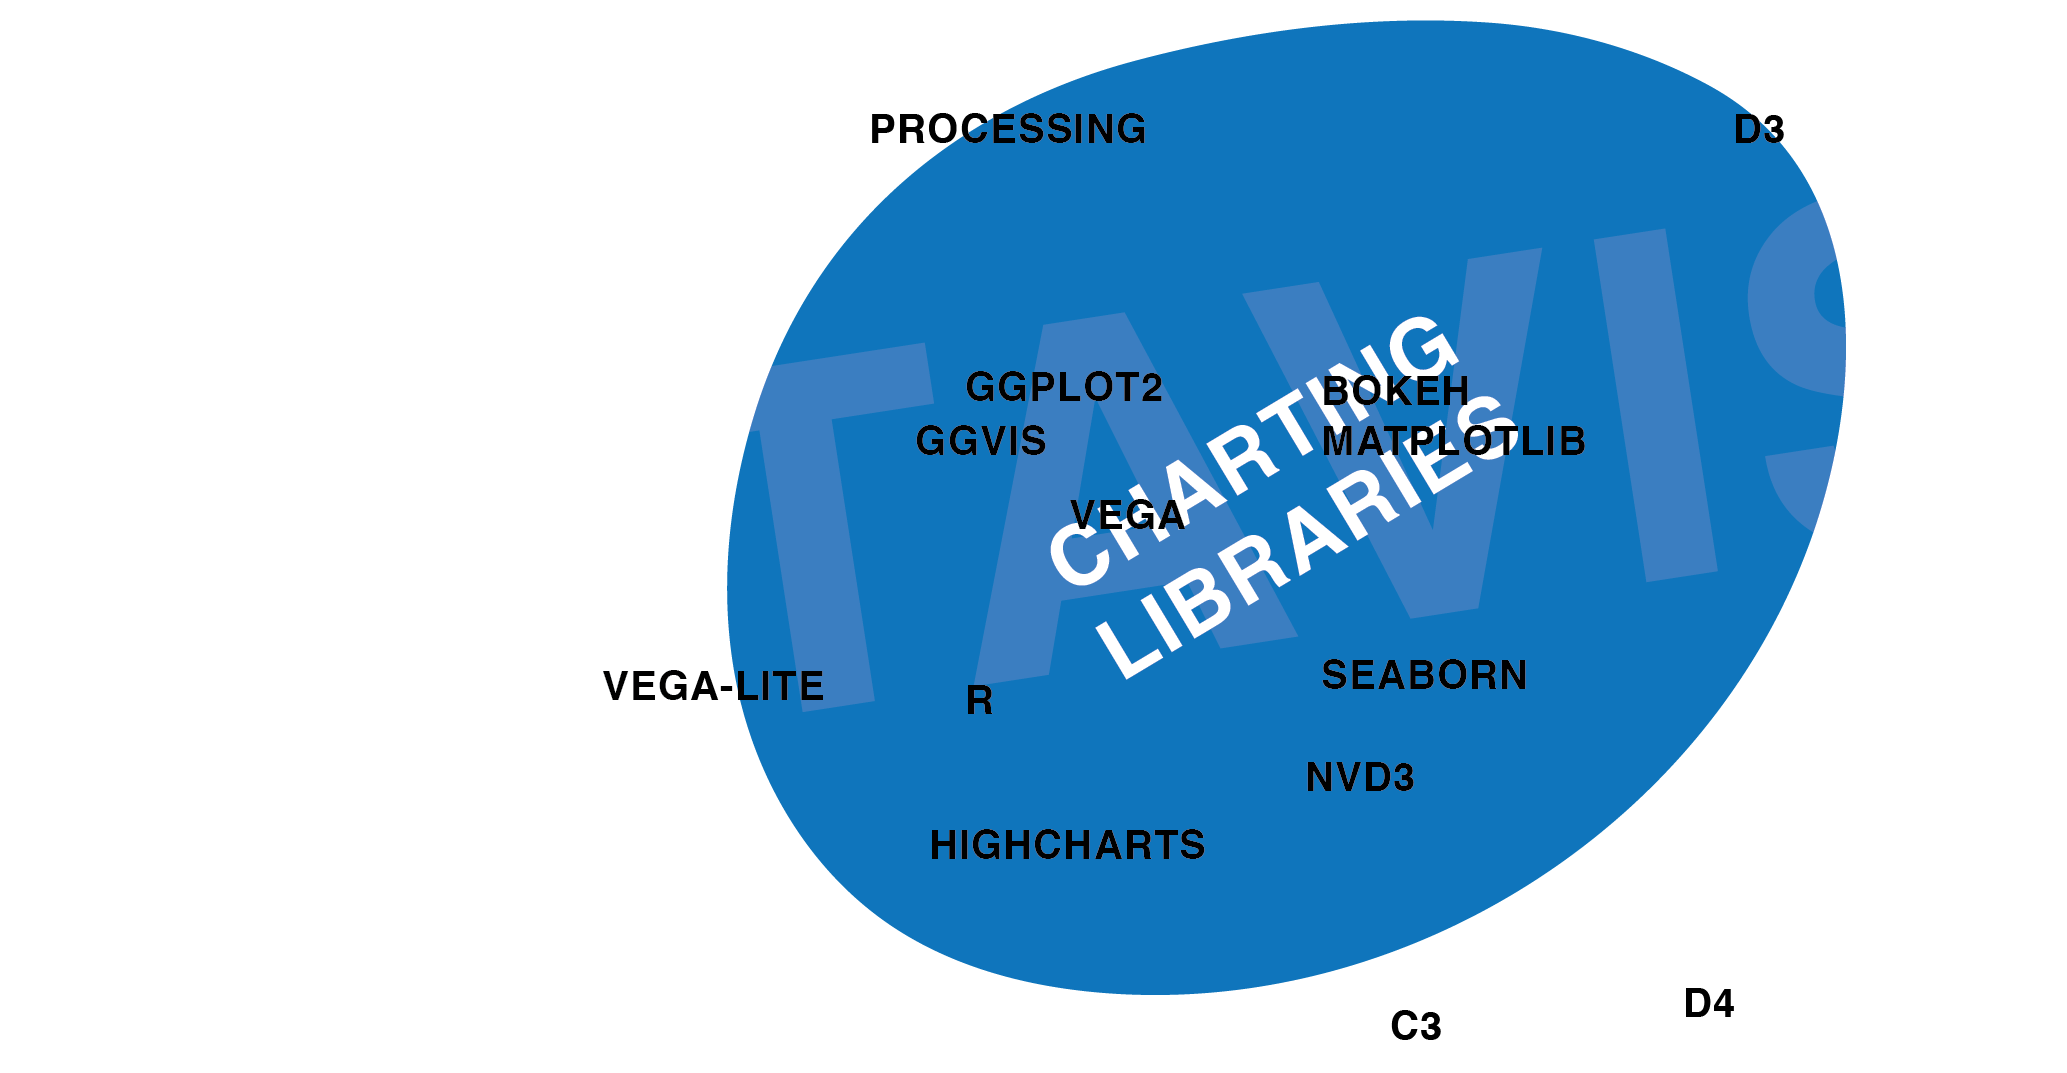 PROCESSING
D3
TAVIS
CHARTING
LIBRARIES
GGPLOT2
BOKEH
GGVIS
MATPLOTLIB
VEGA
VEGA-LITE
R
SEABORN
NVD3
HIGHCHARTS
D4
C3